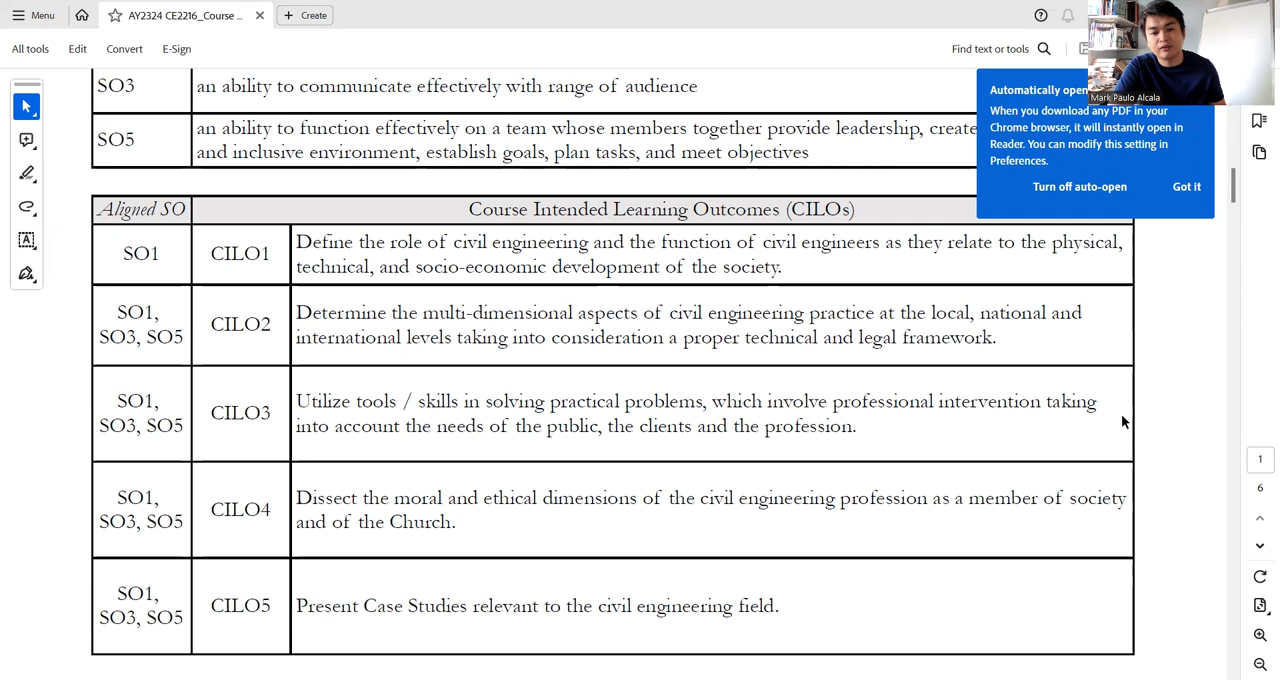 Menu
AY2324 CE2216_Course ...
Create
All tools
Edit
Convert
E-Sign
Find text or tools
Mark Paulo Alcala
SO3
an ability to communicate effectively with range of audience
SO5
an ability to function effectively on a team whose members together provide leadership, create
and inclusive environment, establish goals, plan tasks, and meet objectives
Automatically open
When you download any PDF in your
Chrome browser, it will instantly open in
Reader. You can modify this setting in
Preferences.
Turn off auto-open
Got it
Aligned SO
Course Intended Learning Outcomes (CILOs)
SO1
CILO1
Define the role of civil engineering and the function of civil engineers as they relate to the physical,
technical, and socio-economic development of the society.
SO1,
SO3, SO5
CILO2
Determine the multi-dimensional aspects of civil engineering practice at the local, national and
international levels taking into consideration a proper technical and legal framework.
SO1,
SO3, SO5
CILO3
Utilize tools / skills in solving practical problems, which involve professional intervention taking
into account the needs of the public, the clients and the profession.
SO1,
SO3, SO5
CILO4
Dissect the moral and ethical dimensions of the civil engineering profession as a member of society
and of the Church.
SO1,
SO3, SO5
CILO5
Present Case Studies relevant to the civil engineering field.
1
6